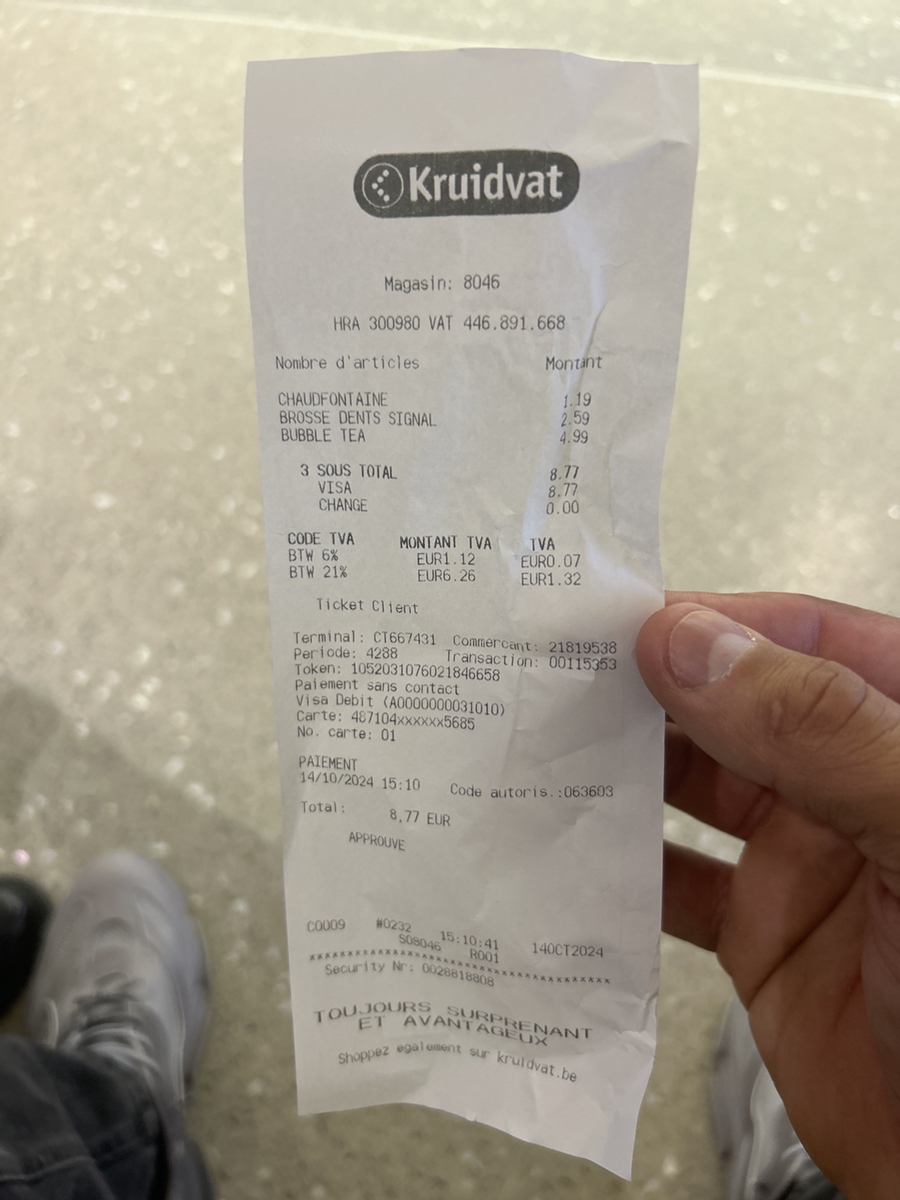 Kruidvat
Magasin: 8046
HRA 300980 VAT 446.891.668
Nombre d'articles Montant
CHAUDFONTAINE 1.19
BROSSE DENTS SIGNAL 2.59
BUBBLE TEA 4.99
3 SOUS TOTAL 8.77
VISA 8.77
CHANGE 0.00
CODE TVA MONTANT TVA TVA
BTW 6% EUR1.12 EUR0.07
BTW 21% EUR6.26 EUR1.32
Ticket Client
Terminal: CT667431 Commercant: 21819538
Periode: 4288 Transaction: 00115353
Token: 1052031076021846658
Paiement sans contact
Visa Debit (A0000000031010)
Carte: 487104xxxxxx5685
No. carte: 01
PAIEMENT
14/10/2024 15:10 Code autoris.:063603
Total: 8,77 EUR
APPROUVE
C0009 #0232 15:10:41 14OCT2024
S08046 R001
****************************************
Security Nr: 0028818808
TOUJOURS SURPRENANT
ET AVANTAGEUX
Shoppez egalement sur kruidvat.be